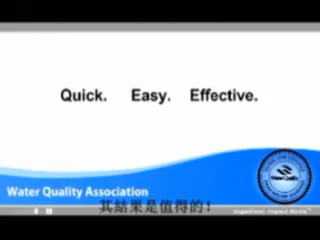 Quick. Easy. Effective.
Water Quality Association
其結果是值得的!